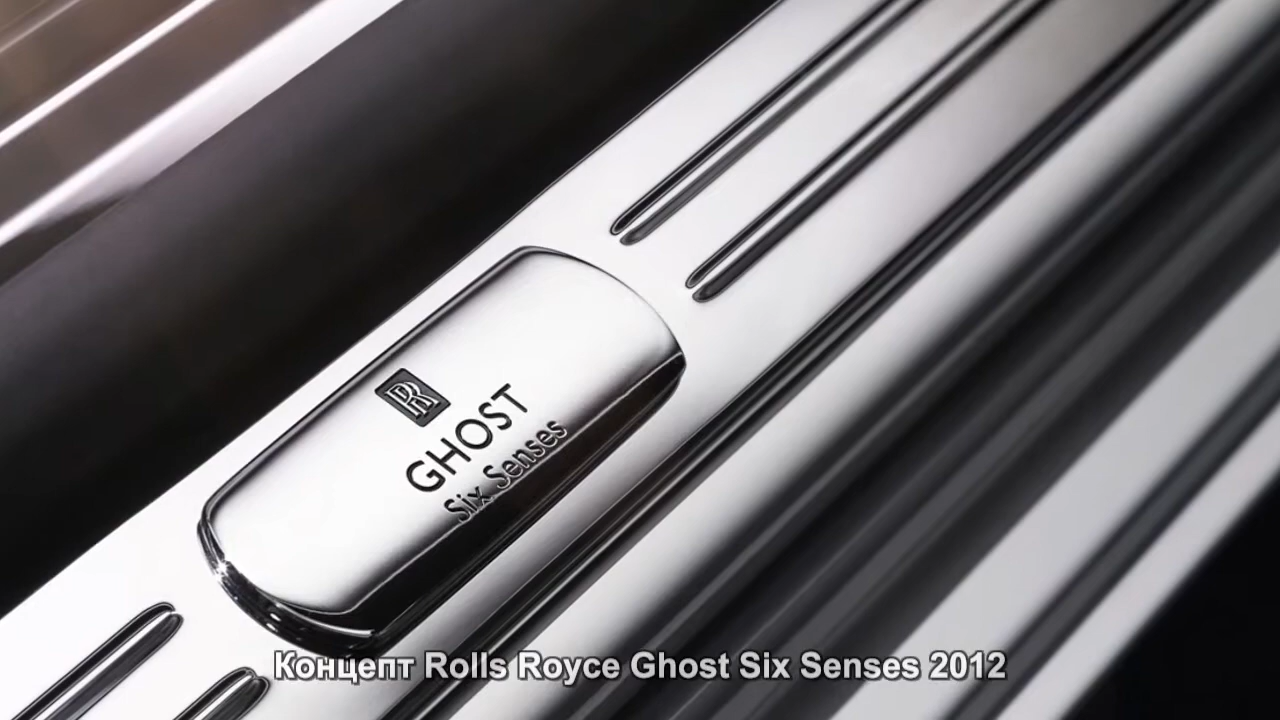 RR
GHOST
Six Senses
Концепт Rolls Royce Ghost Six Senses 2012